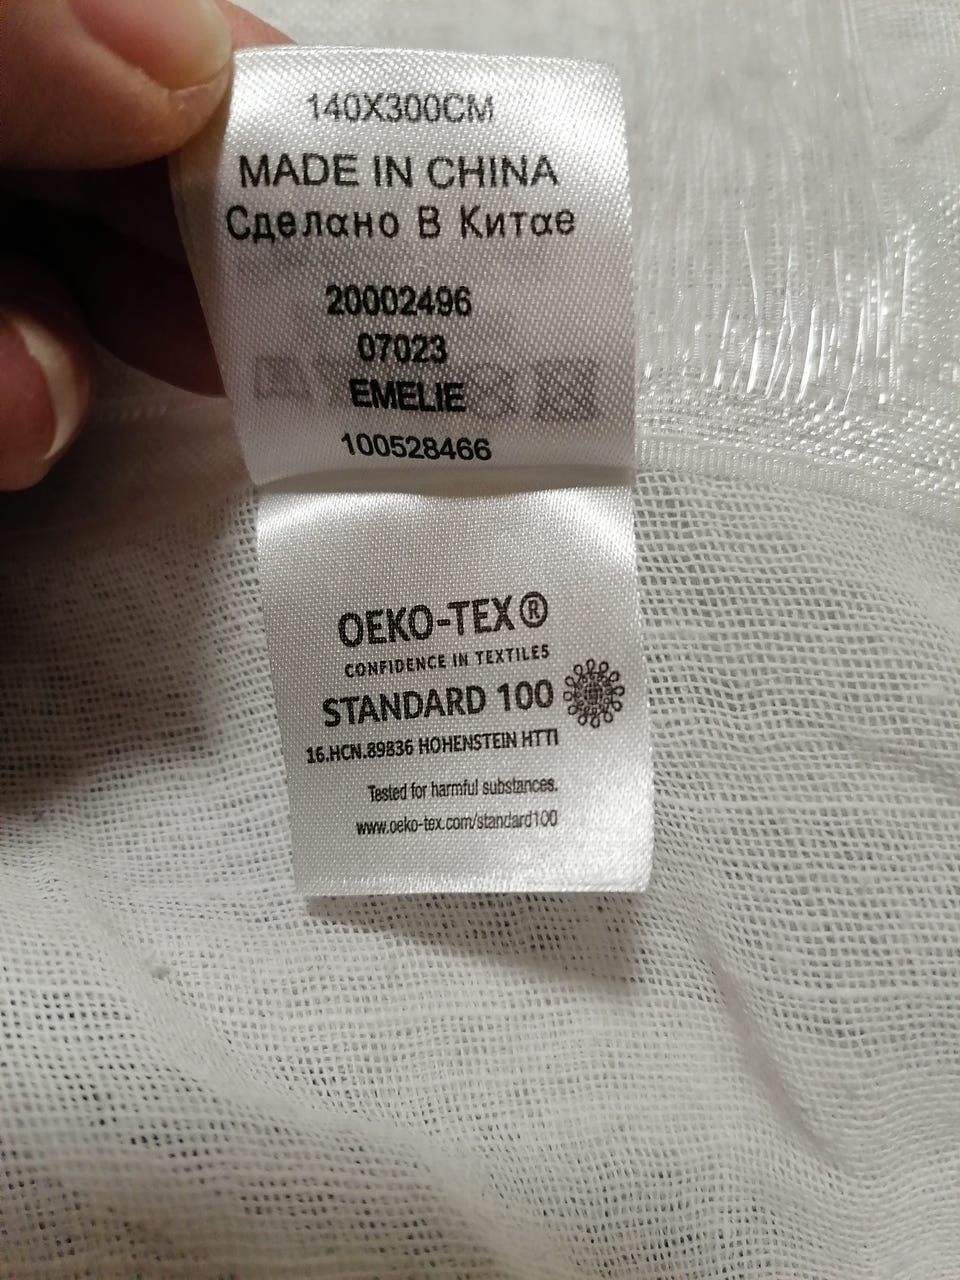 140X300CM
MADE IN CHINA
Сделано В Китае
20002496
07023
EMELIE
100528466
OEKO-TEX®
CONFIDENCE IN TEXTILES
STANDARD 100
16.HCN.89836 HOHENSTEIN HTTI
Tested for harmful substances.
www.oeko-tex.com/standard100